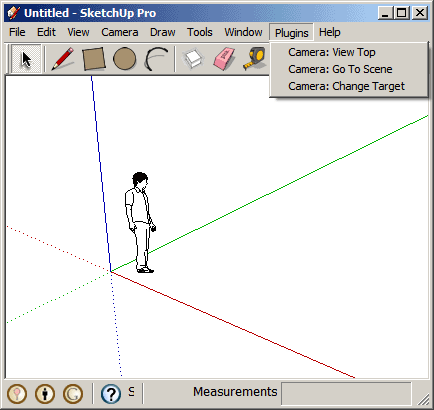 Untitled - SketchUp Pro
File Edit View Camera Draw Tools Window Plugins Help
Camera: View Top
Camera: Go To Scene
Camera: Change Target
S Measurements